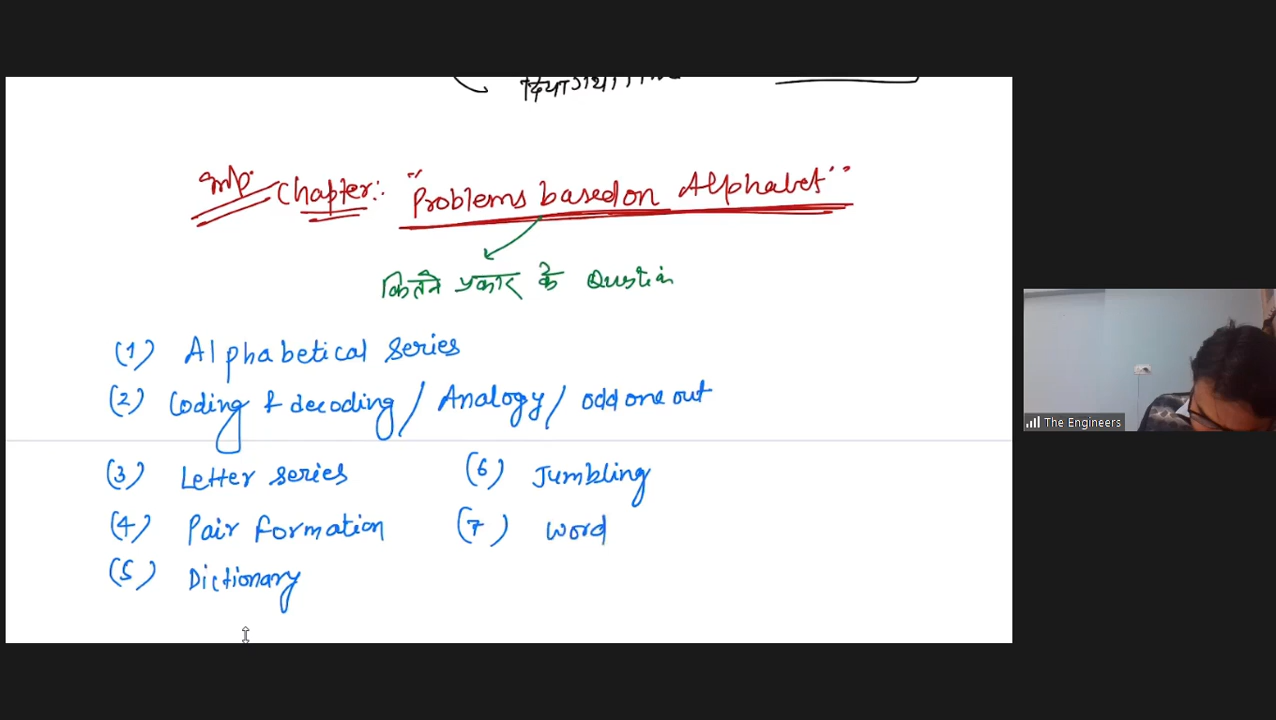 दिया गया
Imp. Chapter:- "Problems based on Alphabet"
कितने प्रकार के Question
(1) Alphabetical series
(2) Coding & decoding / Analogy / odd one out
(3) Letter series
(4) Pair formation
(5) Dictionary
(6) Jumbling
(7) word
The Engineers